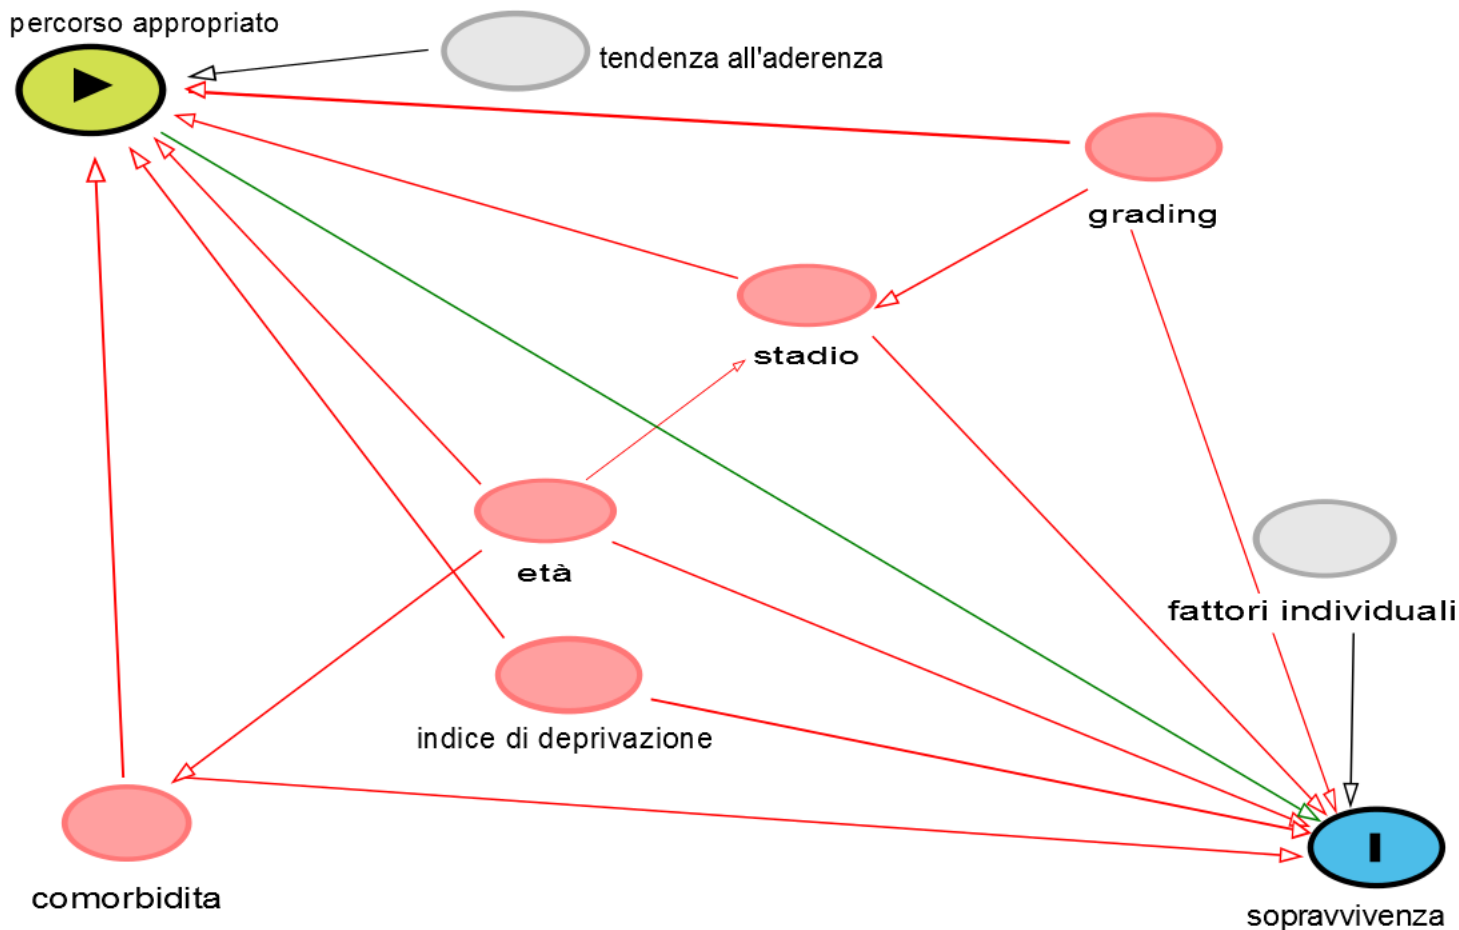 percorso appropriato
tendenza all'aderenza
grading
stadio
età
fattori individuali
indice di deprivazione
comorbidita
sopravvivenza